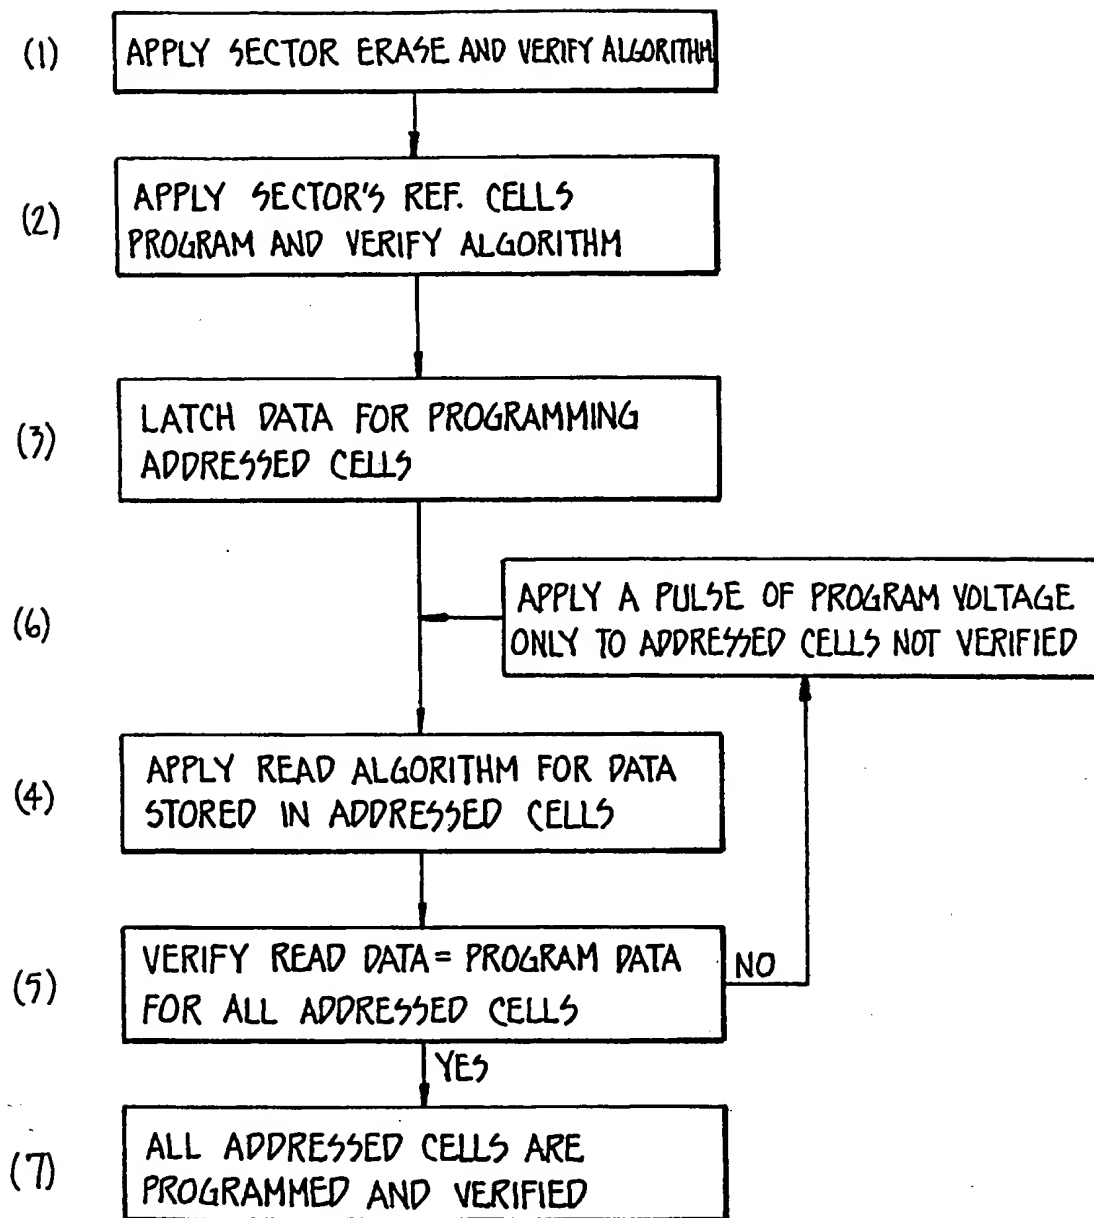 (1) APPLY SECTOR ERASE AND VERIFY ALGORITHM
(2) APPLY SECTOR'S REF. CELLS
PROGRAM AND VERIFY ALGORITHM
(3) LATCH DATA FOR PROGRAMMING
ADDRESSED CELLS
(6) APPLY A PULSE OF PROGRAM VOLTAGE
ONLY TO ADDRESSED CELLS NOT VERIFIED
(4) APPLY READ ALGORITHM FOR DATA
STORED IN ADDRESSED CELLS
(5) VERIFY READ DATA = PROGRAM DATA
FOR ALL ADDRESSED CELLS
NO
YES
(7) ALL ADDRESSED CELLS ARE
PROGRAMMED AND VERIFIED